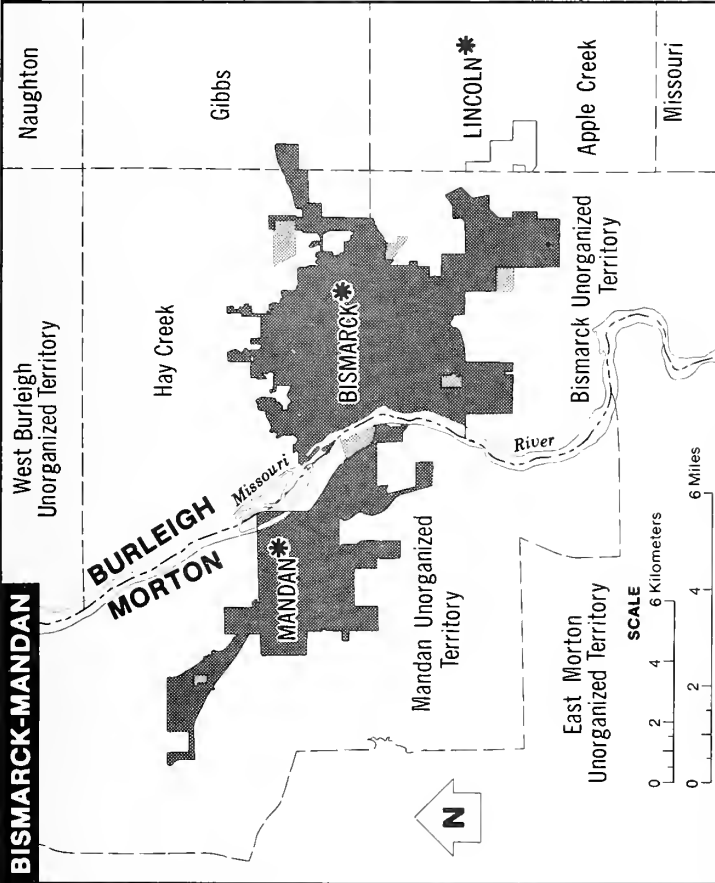 BISMARCK-MANDAN
West Burleigh
Unorganized Territory
Naughton
BURLEIGH
MORTON
Missouri
Hay Creek
Gibbs
MANDAN
BISMARCK
LINCOLN
Mandan Unorganized
Territory
River
Bismarck Unorganized
Territory
Apple Creek
Missouri
East Morton
Unorganized Territory
N
SCALE
0 2 4 6 Kilometers
0 2 4 6 Miles